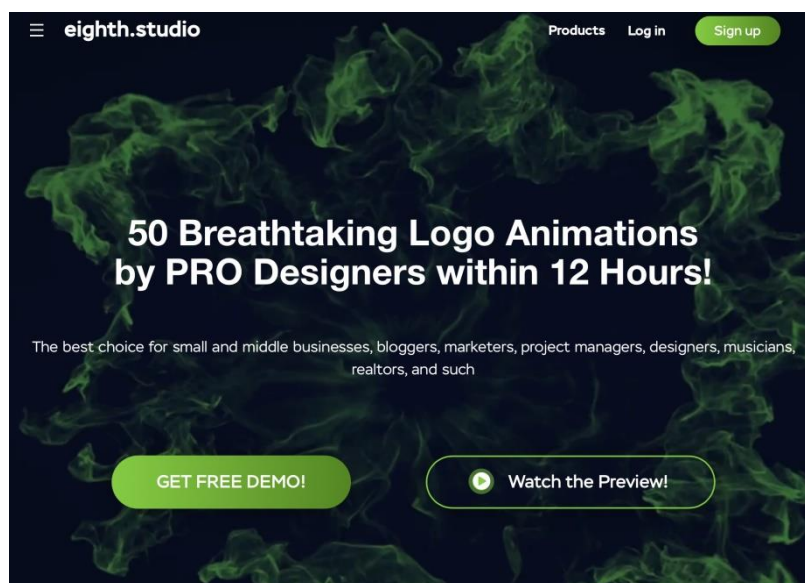 eighth.studio
Products
Log in
Sign up
50 Breathtaking Logo Animations
by PRO Designers within 12 Hours!
The best choice for small and middle businesses, bloggers, marketers, project managers, designers, musicians,
realtors, and such
GET FREE DEMO!
Watch the Preview!